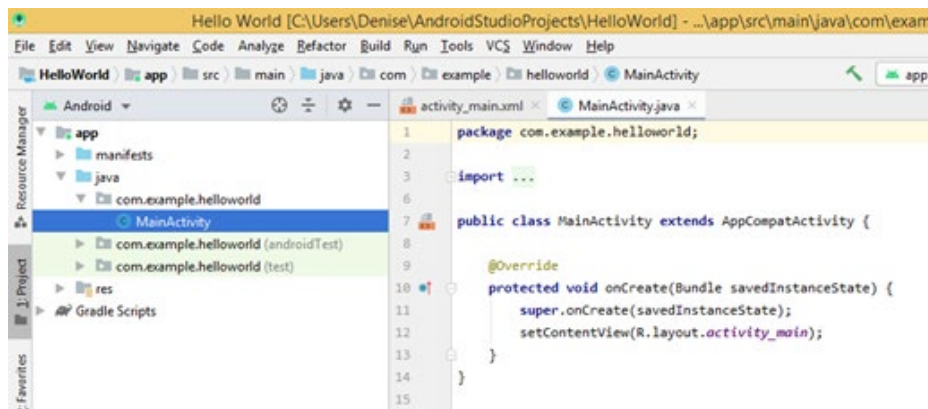 Hello World [C:\Users\Denise\AndroidStudioProjects\HelloWorld] - ...\app\src\main\java\com\exam
File Edit View Navigate Code Analyze Refactor Build Run Tools VCS Window Help
HelloWorld app src main java com example helloworld MainActivity app
Android activity_main.xml MainActivity.java
Resource Manager
1: Project
Favorites
app
manifests
java
com.example.helloworld
MainActivity
com.example.helloworld (androidTest)
com.example.helloworld (test)
res
Gradle Scripts
1 package com.example.helloworld;
2
3 import ...
6
7 public class MainActivity extends AppCompatActivity {
8
9 @Override
10 protected void onCreate(Bundle savedInstanceState) {
11 super.onCreate(savedInstanceState);
12 setContentView(R.layout.activity_main);
13 }
14 }
15